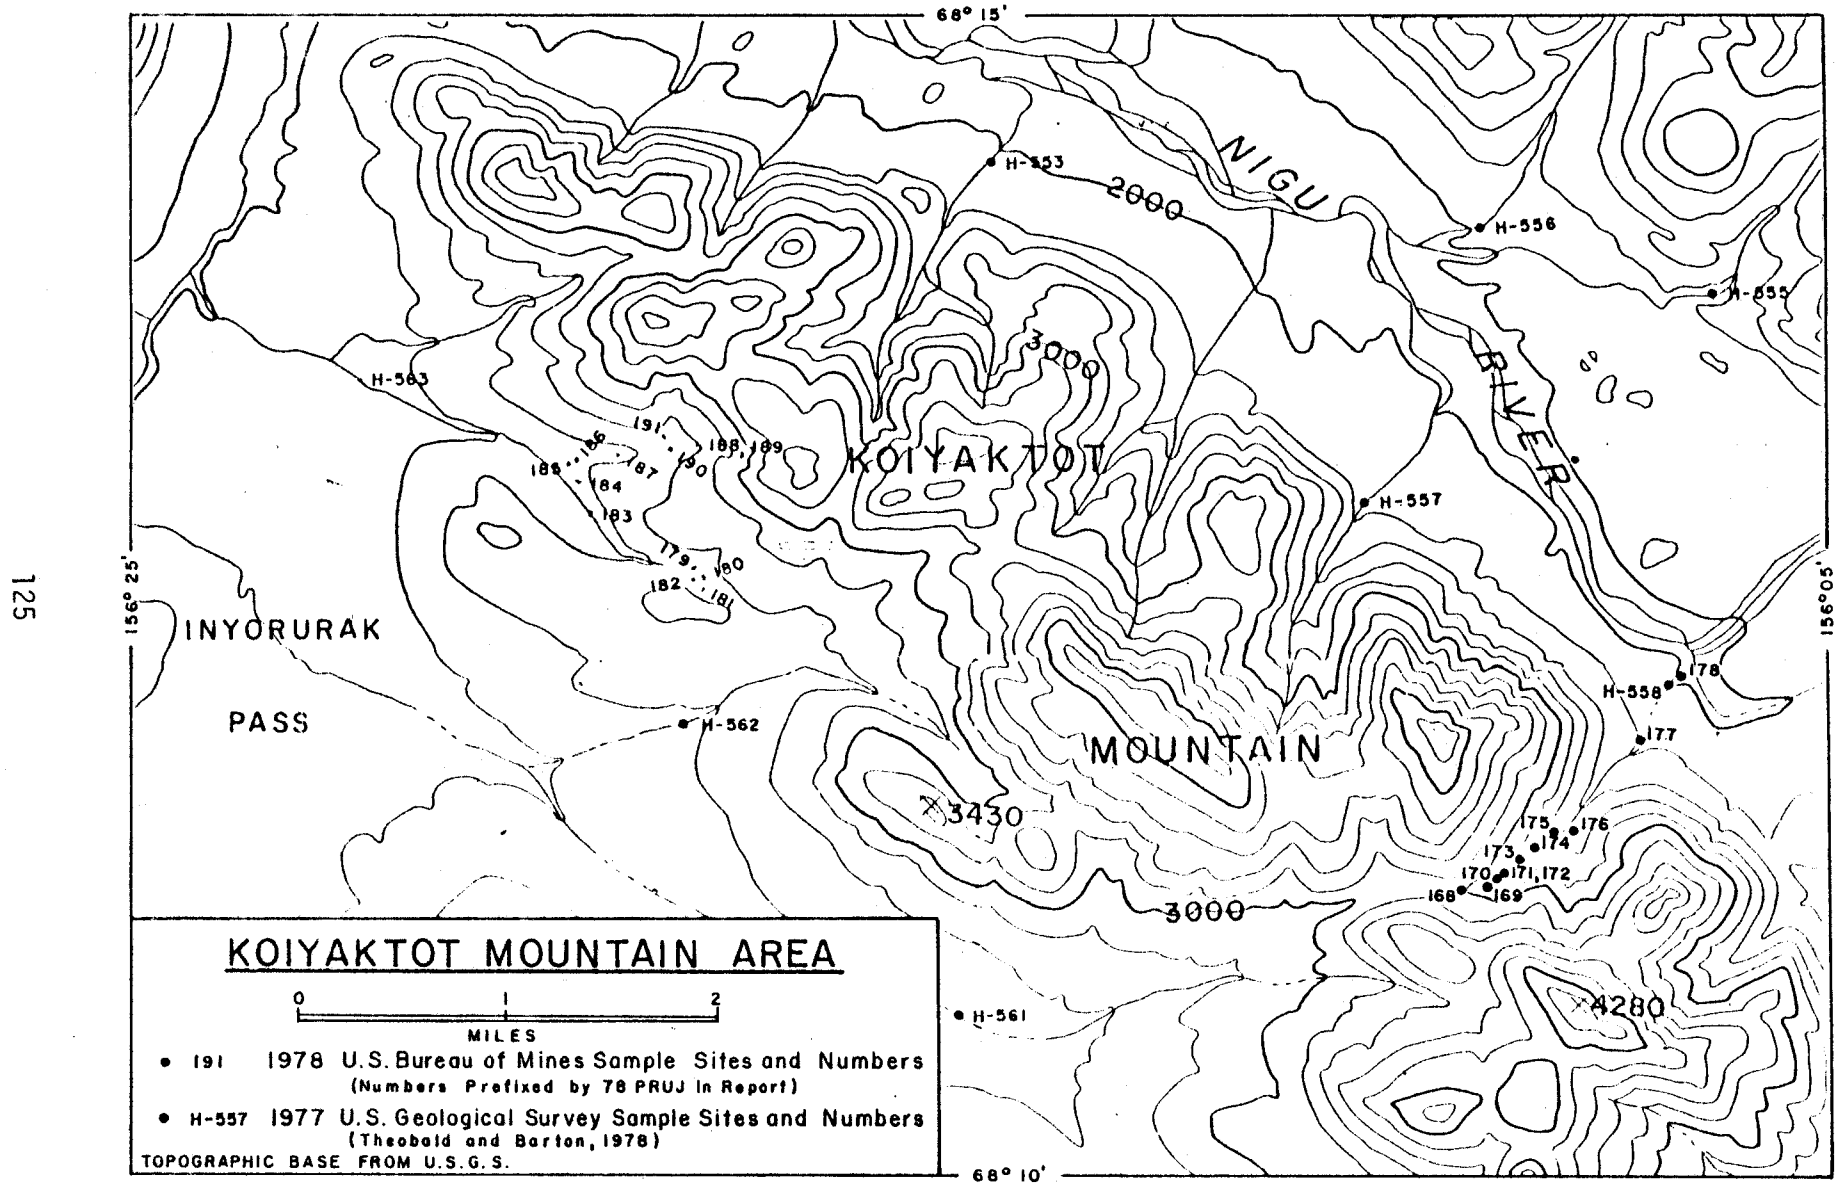 68° 15'
NIGU
H-553
2000
H-556
H-555
3000
RIVER
H-563
191
186
188
189
KOIYAKTOT
185
187
190
184
183
H-557
179
180
182
181
156° 25'
156° 05'
125
INYORURAK
PASS
178
H-558
H-562
177
MOUNTAIN
3430
175
176
174
173
170
171,172
168
169
3000
4280
H-561
KOIYAKTOT MOUNTAIN AREA
0 1 2
MILES
• 191 1978 U.S. Bureau of Mines Sample Sites and Numbers
(Numbers Prefixed by 78 PRUJ In Report)
• H-557 1977 U.S. Geological Survey Sample Sites and Numbers
(Theobald and Barton, 1978)
TOPOGRAPHIC BASE FROM U.S.G.S.
68° 10'